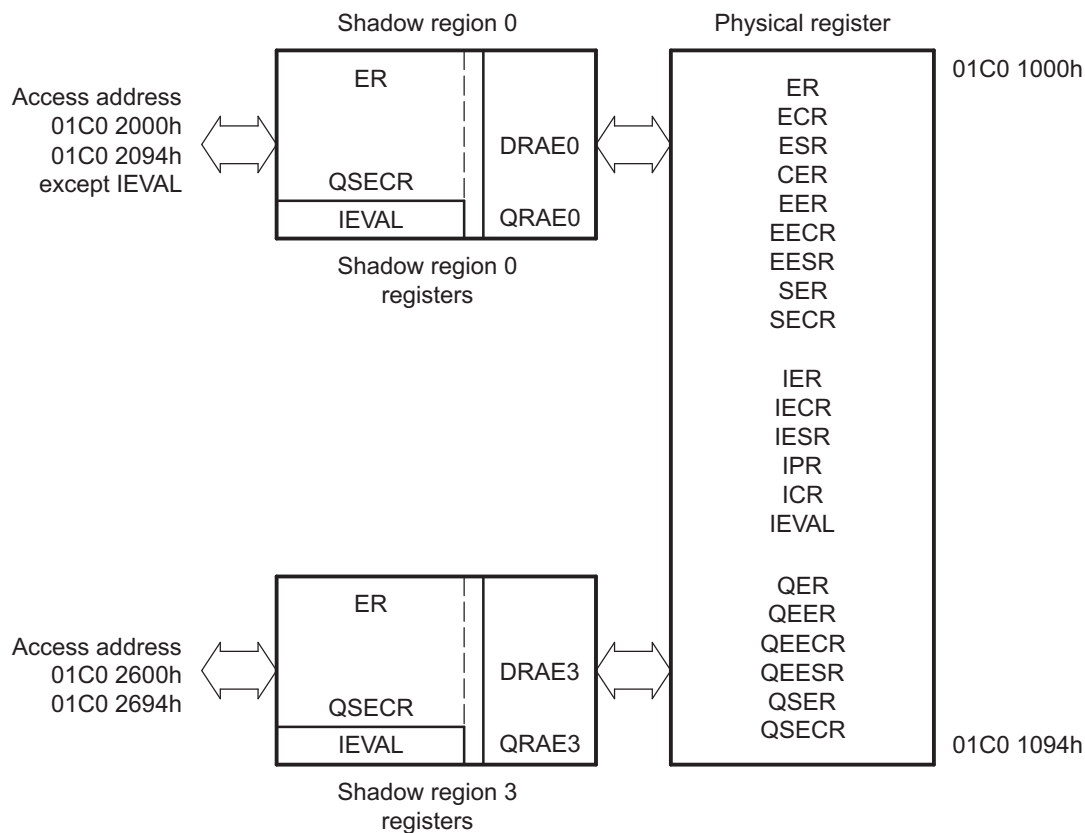 Shadow region 0
Access address
01C0 2000h
01C0 2094h
except IEVAL
ER
QSECR
IEVAL
DRAE0
QRAE0
Shadow region 0
registers
Access address
01C0 2600h
01C0 2694h
ER
QSECR
IEVAL
DRAE3
QRAE3
Shadow region 3
registers
Physical register
01C0 1000h
ER
ECR
ESR
CER
EER
EECR
EESR
SER
SECR
IER
IECR
IESR
IPR
ICR
IEVAL
QER
QEER
QEECR
QEESR
QSER
QSECR
01C0 1094h